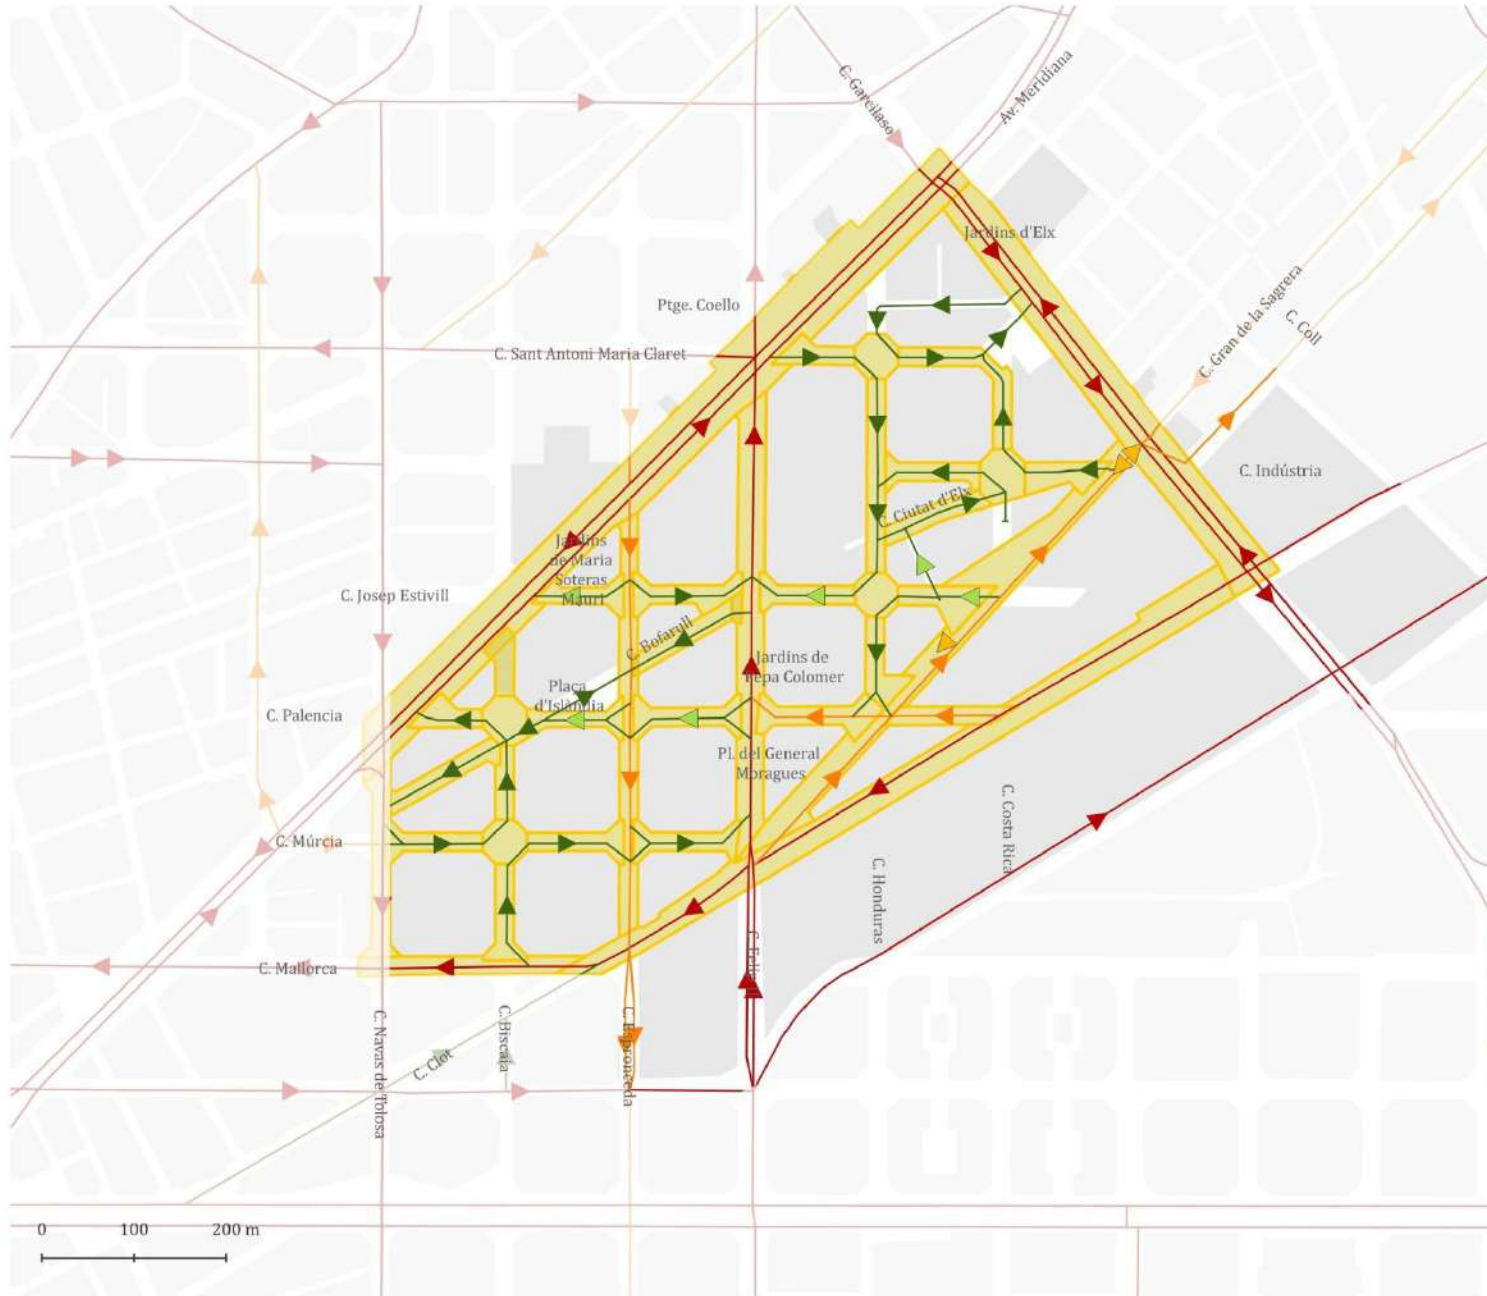 C. Garcilaso
Av. Meridiana
Jardins d'Elx
C. Gran de la Sagrera
Ptge. Coello
C. Coll
C. Sant Antoni Maria Claret
C. Indústria
C. Ciutat d'Elx
Jardins
de Maria
Soteras
Mauri
C. Josep Estivill
C. Bofarull
Jardins de
Pepa Colomer
Plaça
d'Islàndia
C. Palencia
Pl. del General
Moragues
C. Costa Rica
C. Múrcia
C. Honduras
C. Mallorca
C. Navas de Tolosa
C. Clot
C. Biscaia
C. Espronceda
0 100 200 m